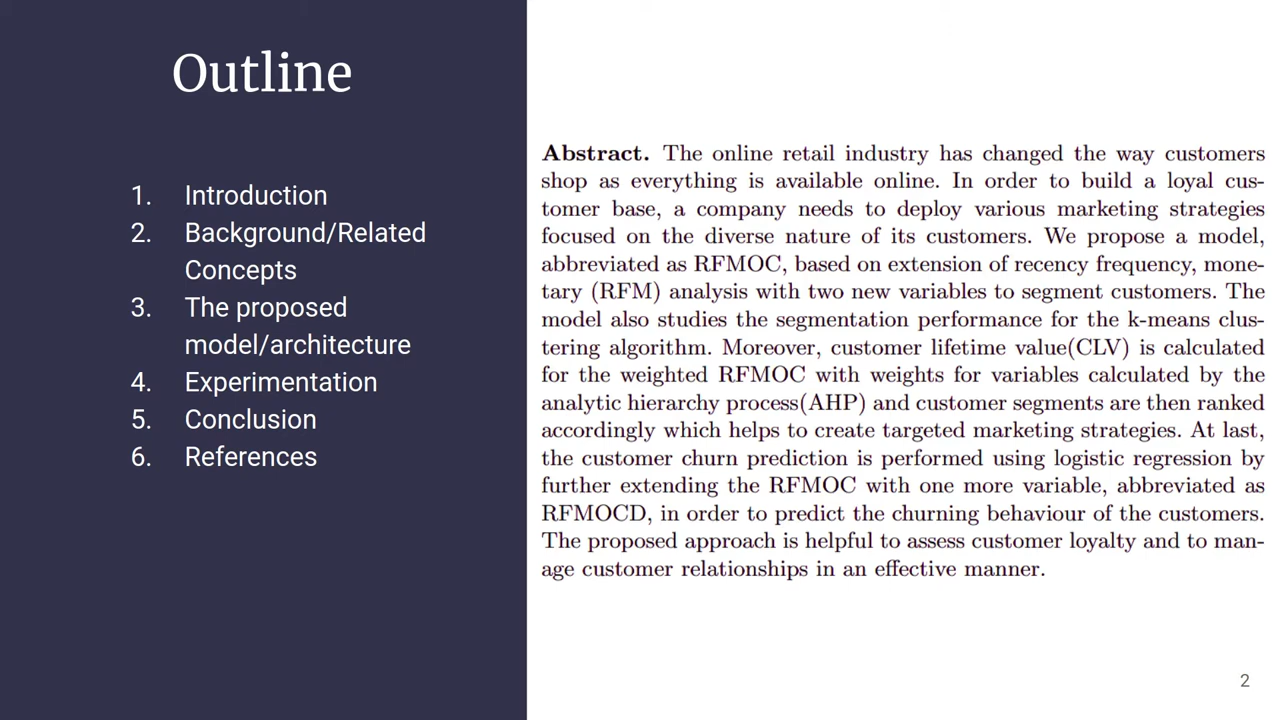 Outline
1. Introduction
2. Background/Related
Concepts
3. The proposed
model/architecture
4. Experimentation
5. Conclusion
6. References
Abstract. The online retail industry has changed the way customers
shop as everything is available online. In order to build a loyal cus-
tomer base, a company needs to deploy various marketing strategies
focused on the diverse nature of its customers. We propose a model,
abbreviated as RFMOC, based on extension of recency frequency, mone-
tary (RFM) analysis with two new variables to segment customers. The
model also studies the segmentation performance for the k-means clus-
tering algorithm. Moreover, customer lifetime value(CLV) is calculated
for the weighted RFMOC with weights for variables calculated by the
analytic hierarchy process(AHP) and customer segments are then ranked
accordingly which helps to create targeted marketing strategies. At last,
the customer churn prediction is performed using logistic regression by
further extending the RFMOC with one more variable, abbreviated as
RFMOCD, in order to predict the churning behaviour of the customers.
The proposed approach is helpful to assess customer loyalty and to man-
age customer relationships in an effective manner.
2